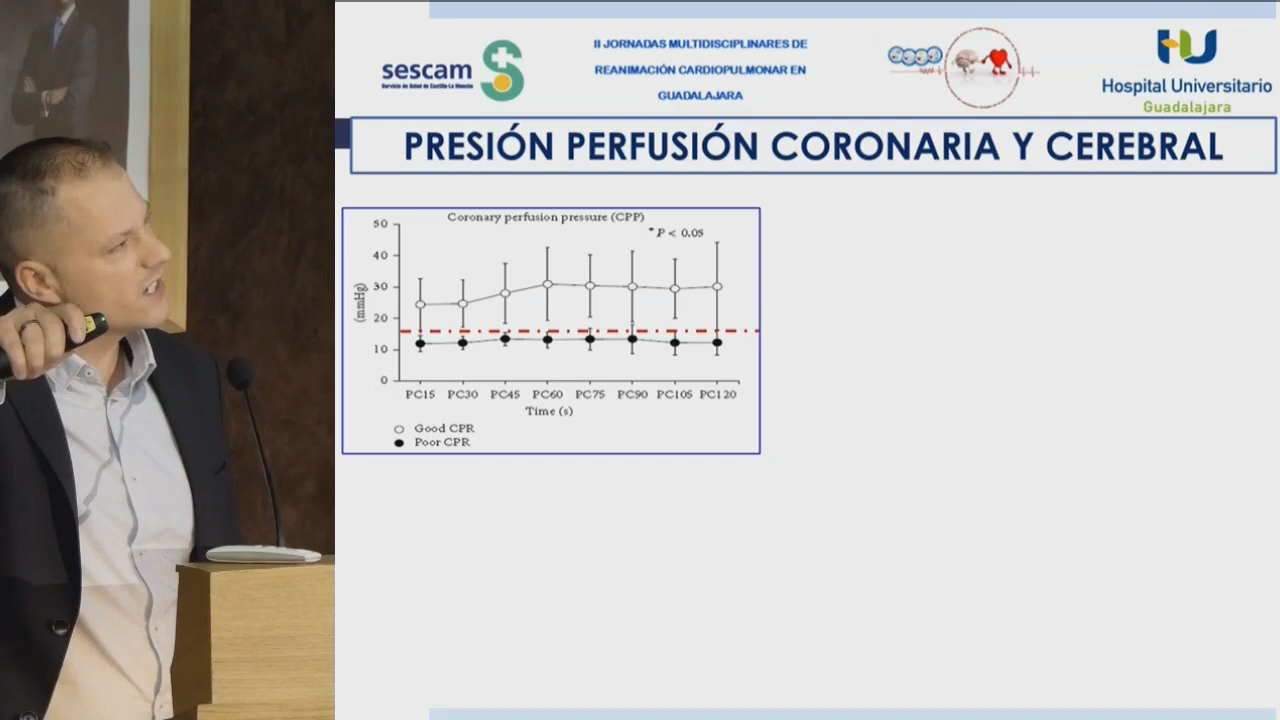 sescam
Servicio de Salud de Castilla-La Mancha
II JORNADAS MULTIDISCIPLINARES DE
REANIMACIÓN CARDIOPULMONAR EN
GUADALAJARA
Hospital Universitario
Guadalajara
PRESIÓN PERFUSIÓN CORONARIA Y CEREBRAL
Coronary perfusion pressure (CPP)
* P < 0.05
(mmHg)
50
40
30
20
10
0
PC15 PC30 PC45 PC60 PC75 PC90 PC105 PC120
Time (s)
Good CPR
Poor CPR